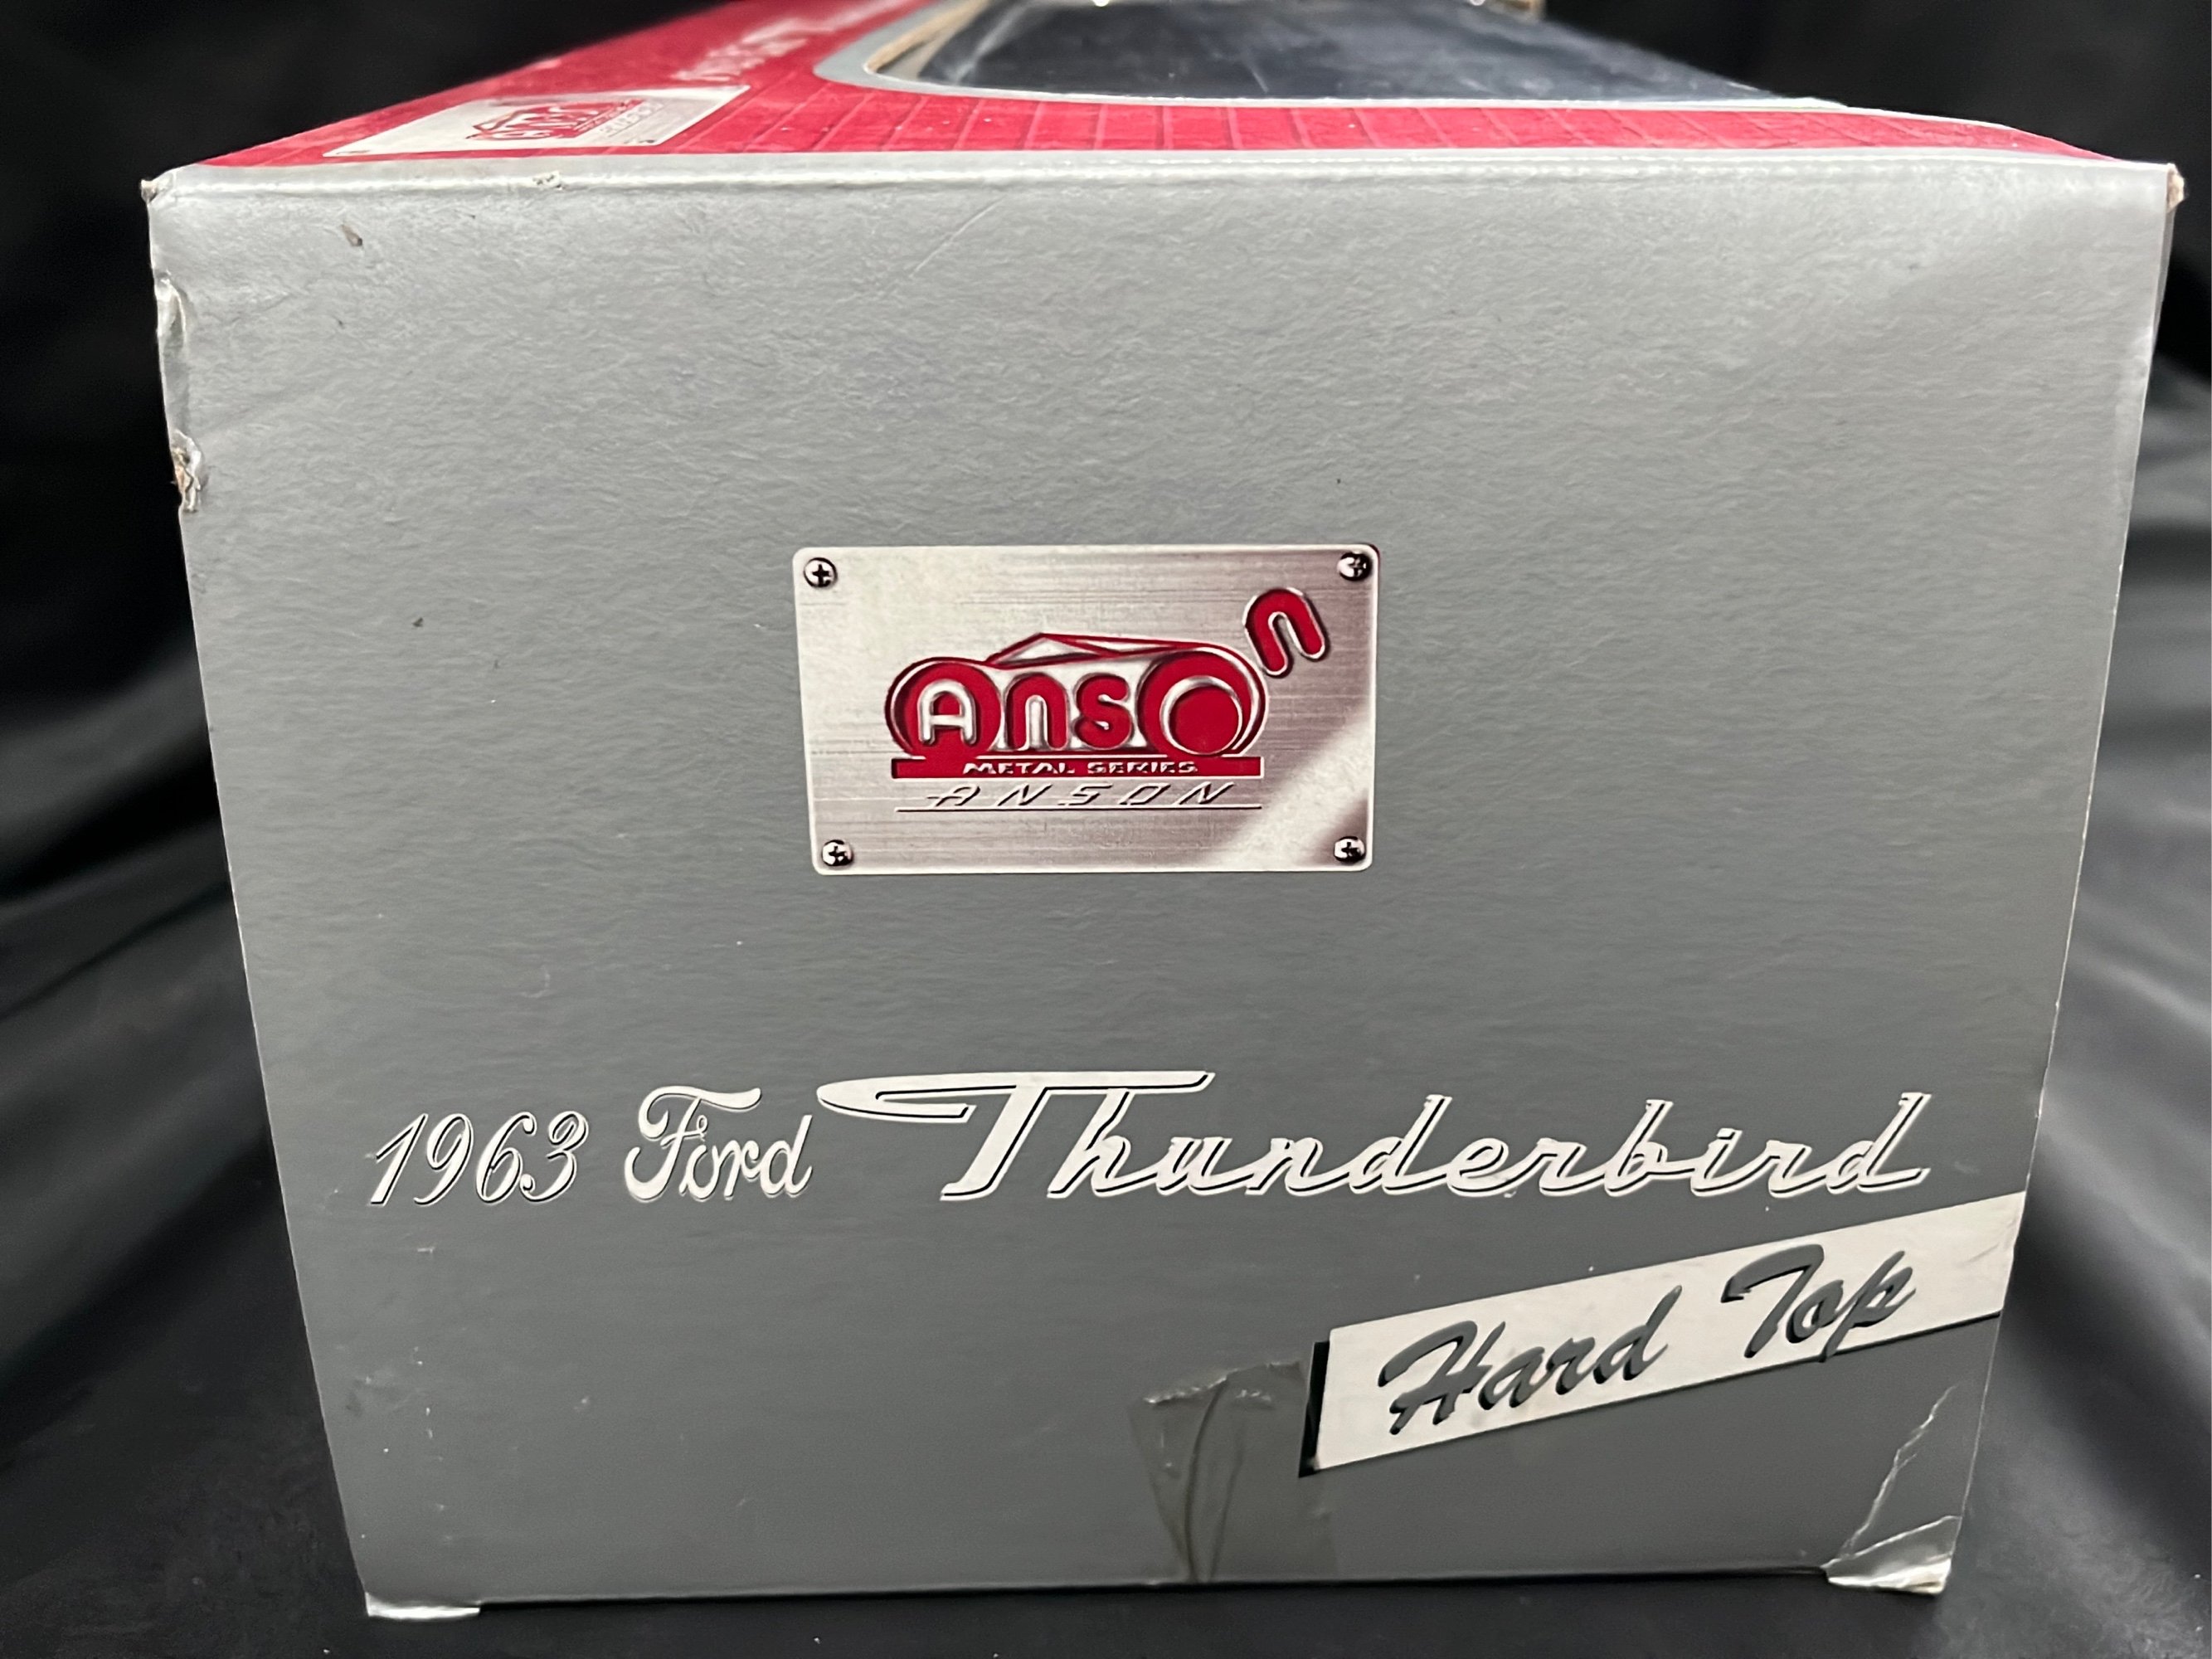 Anson
METAL SERIES
ANSON
1963 Ford Thunderbird
Hard Top